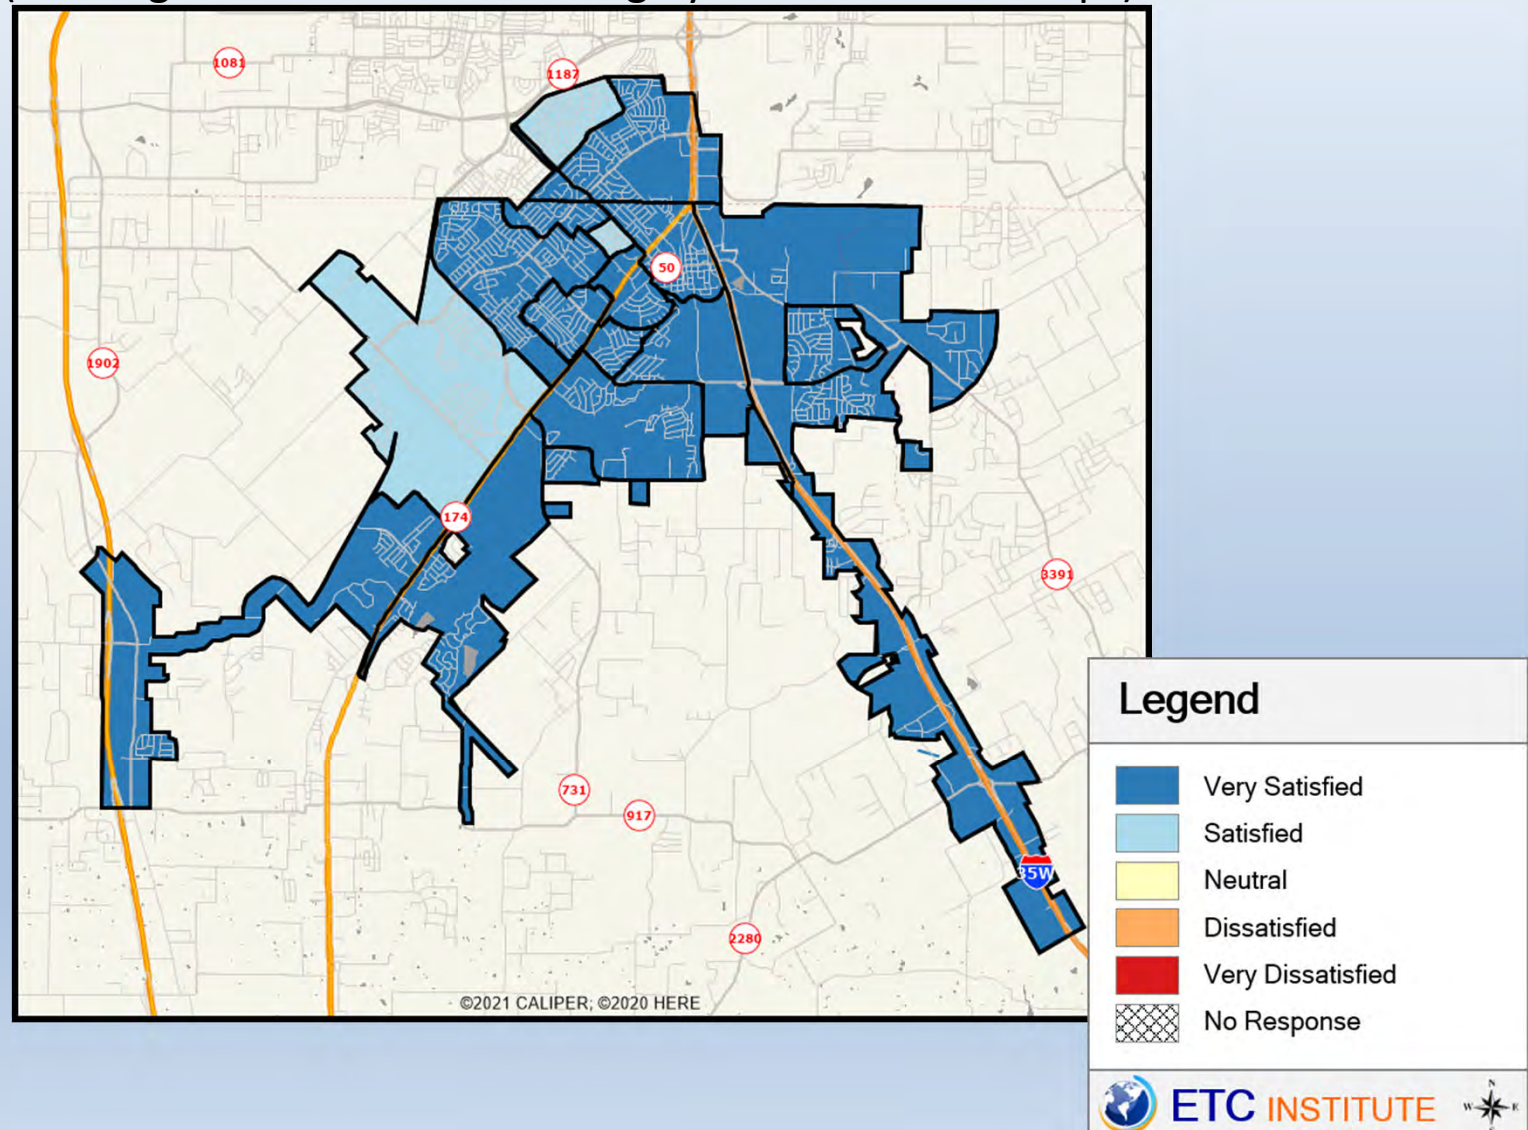 1081
1187
50
1902
174
3391
731
917
35W
2280
©2021 CALIPER; ©2020 HERE
Legend
Very Satisfied
Satisfied
Neutral
Dissatisfied
Very Dissatisfied
No Response
ETC INSTITUTE
N
W E
S